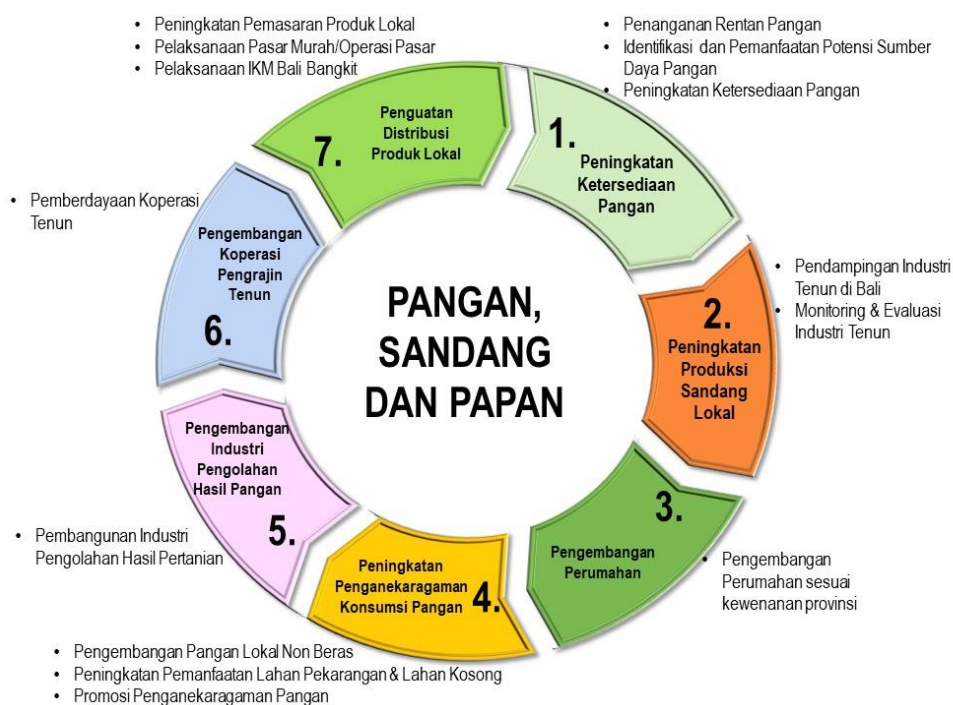 • Peningkatan Pemasaran Produk Lokal
• Pelaksanaan Pasar Murah/Operasi Pasar
• Pelaksanaan IKM Bali Bangkit
• Penanganan Rentan Pangan
• Identifikasi dan Pemanfaatan Potensi Sumber
Daya Pangan
• Peningkatan Ketersediaan Pangan
7.
Penguatan
Distribusi
Produk Lokal
1.
Peningkatan
Ketersediaan
Pangan
• Pemberdayaan Koperasi
Tenun
Pengembangan
Koperasi
Pengrajin
Tenun
6.
PANGAN,
SANDANG
DAN PAPAN
2.
Peningkatan
Produksi
Sandang
Lokal
• Pendampingan Industri
Tenun di Bali
• Monitoring & Evaluasi
Industri Tenun
Pengembangan
Industri
Pengolahan
Hasil Pangan
5.
3.
Pengembangan
Perumahan
• Pembangunan Industri
Pengolahan Hasil Pertanian
Peningkatan
Penganekaragaman
Konsumsi Pangan
4.
• Pengembangan
Perumahan sesuai
kewenanan provinsi
• Pengembangan Pangan Lokal Non Beras
• Peningkatan Pemanfaatan Lahan Pekarangan & Lahan Kosong
• Promosi Penganekaragaman Pangan